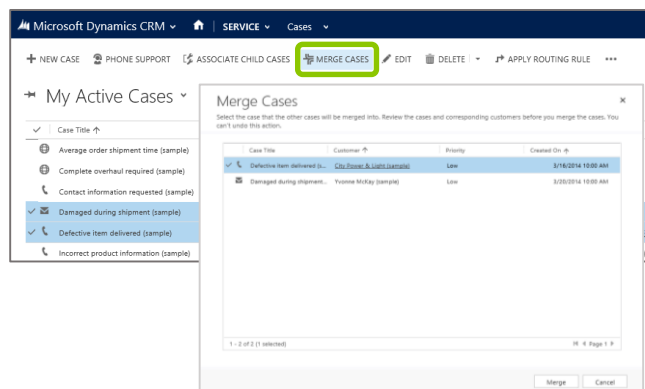 Microsoft Dynamics CRM SERVICE Cases
NEW CASE PHONE SUPPORT ASSOCIATE CHILD CASES MERGE CASES EDIT DELETE APPLY ROUTING RULE •••
My Active Cases
Case Title ↑
Average order shipment time (sample)
Complete overhaul required (sample)
Contact information requested (sample)
Damaged during shipment (sample)
Defective item delivered (sample)
Incorrect product information (sample)
Merge Cases
Select the case that the other cases will be merged into. Review the cases and corresponding customers before you merge the cases. You
can't undo this action.
Case Title Customer ↑ Priority Created On ↑
Defective item delivered (s... City Power & Light (sample) Low 3/16/2014 10:00 AM
Damaged during shipment... Yvonne McKay (sample) Low 3/20/2014 10:00 AM
1 - 2 of 2 (1 selected) Page 1
Merge Cancel